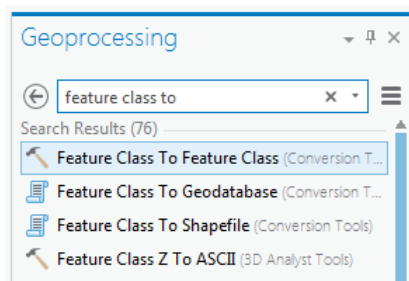 Geoprocessing
feature class to
Search Results (76)
Feature Class To Feature Class (Conversion T...
Feature Class To Geodatabase (Conversion T...
Feature Class To Shapefile (Conversion Tools)
Feature Class Z To ASCII (3D Analyst Tools)